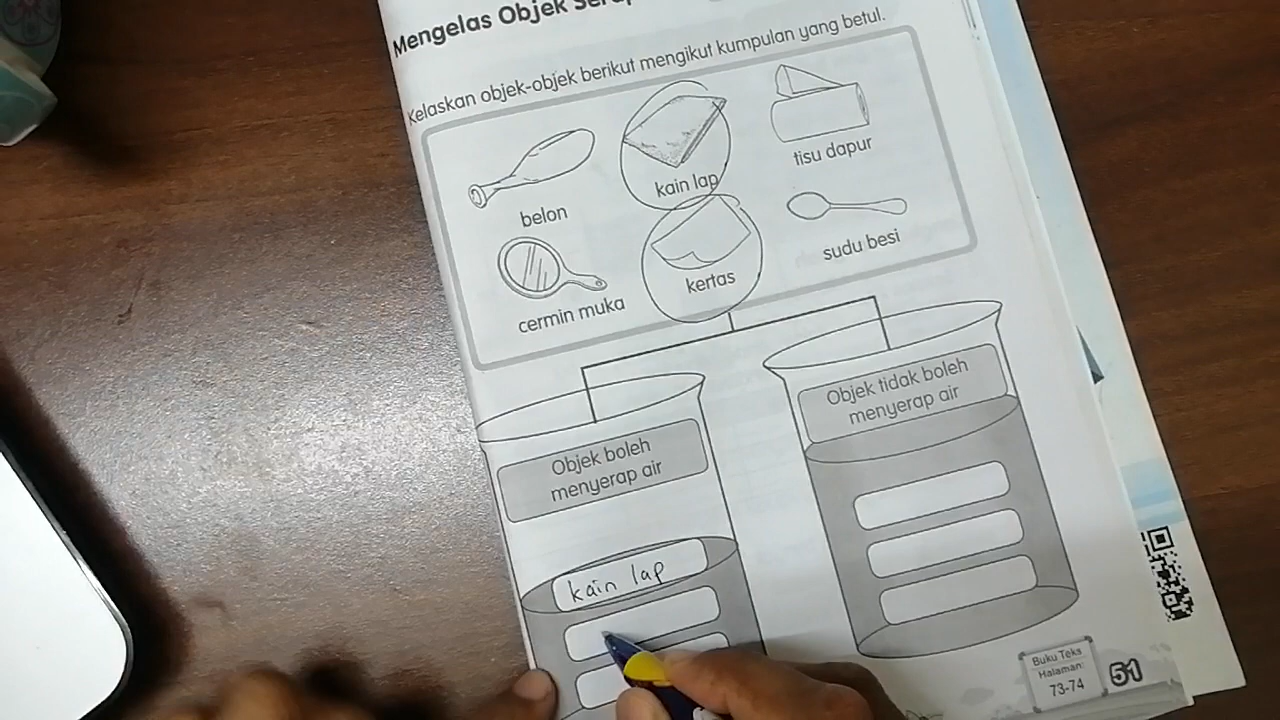 Mengelas Objek
Kelaskan objek-objek berikut mengikut kumpulan yang betul.
belon
kain lap
tisu dapur
cermin muka
kertas
sudu besi
Objek boleh
menyerap air
Objek tidak boleh
menyerap air
kain lap
Buku Teks
Halaman:
73-74
51